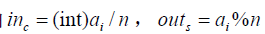 in_c = (int)a_i / n ， out_s = a_i%n